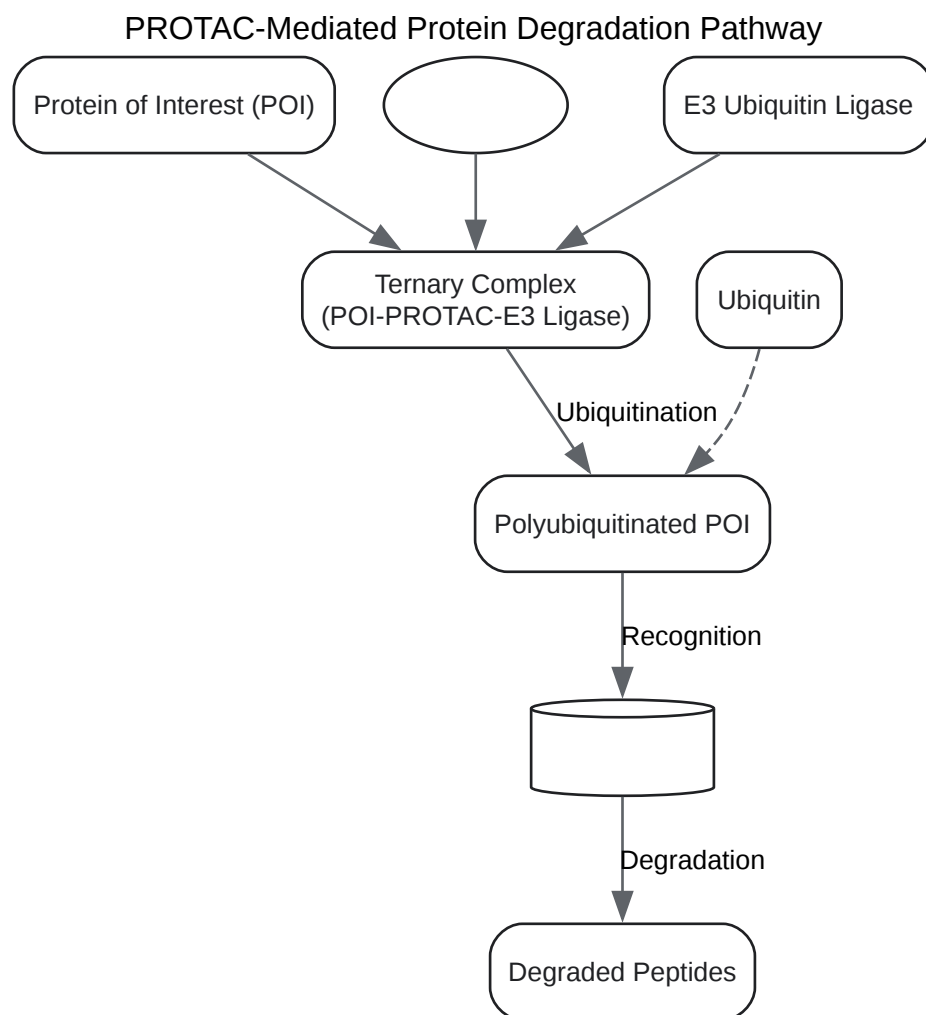 PROTAC-Mediated Protein Degradation Pathway
Protein of Interest (POI)
E3 Ubiquitin Ligase
Ternary Complex
(POI-PROTAC-E3 Ligase)
Ubiquitin
Ubiquitination
Polyubiquitinated POI
Recognition
Degradation
Degraded Peptides